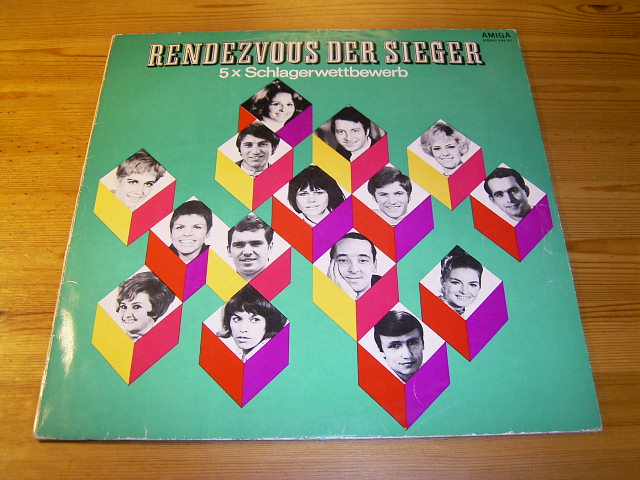 AMIGA
RENDEZVOUS DER SIEGER
5 x Schlagerwettbewerb